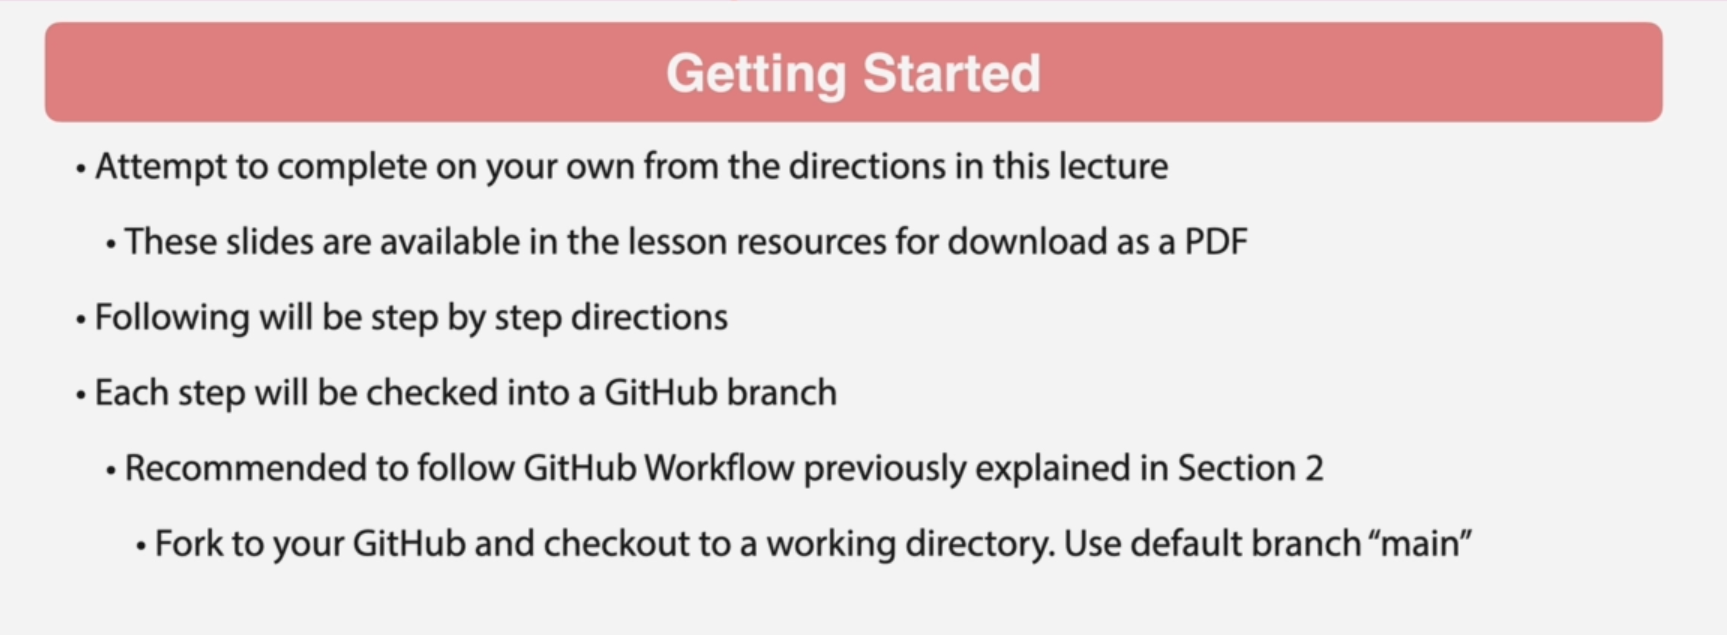 Getting Started
• Attempt to complete on your own from the directions in this lecture
• These slides are available in the lesson resources for download as a PDF
• Following will be step by step directions
• Each step will be checked into a GitHub branch
• Recommended to follow GitHub Workflow previously explained in Section 2
• Fork to your GitHub and checkout to a working directory. Use default branch “main”